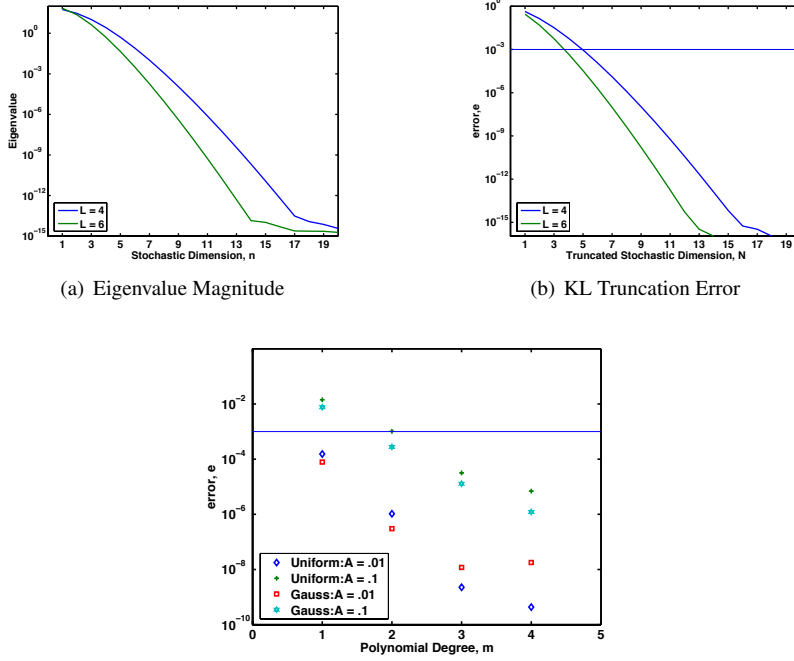 10^0
10^-3
10^-6
10^-9
10^-12
10^-15
Eigenvalue
L = 4
L = 6
1 3 5 7 9 11 13 15 17 19
Stochastic Dimension, n
(a) Eigenvalue Magnitude
10^0
10^-3
10^-6
10^-9
10^-12
10^-15
error,e
L = 4
L = 6
1 3 5 7 9 11 13 15 17 19
Truncated Stochastic Dimension, N
(b) KL Truncation Error
10^-2
10^-4
10^-6
10^-8
10^-10
error, e
Uniform:A = .01
Uniform:A = .1
Gauss:A = .01
Gauss:A = .1
0 1 2 3 4 5
Polynomial Degree, m